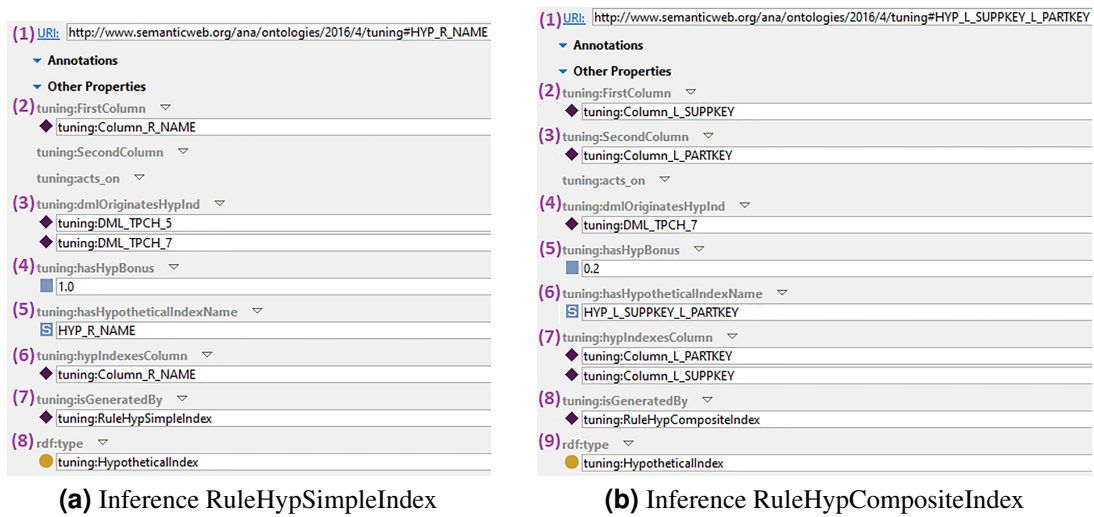 (1) URI: http://www.semanticweb.org/ana/ontologies/2016/4/tuning#HYP_R_NAME
Annotations
Other Properties
(2) tuning:FirstColumn
tuning:Column_R_NAME
tuning:SecondColumn
tuning:acts_on
(3) tuning:dmlOriginatesHypInd
tuning:DML_TPCH_5
tuning:DML_TPCH_7
(4) tuning:hasHypBonus
1.0
(5) tuning:hasHypotheticalIndexName
S HYP_R_NAME
(6) tuning:hypIndexesColumn
tuning:Column_R_NAME
(7) tuning:isGeneratedBy
tuning:RuleHypSimpleIndex
(8) rdf:type
tuning:HypotheticalIndex
(a) Inference RuleHypSimpleIndex
(1) URI: http://www.semanticweb.org/ana/ontologies/2016/4/tuning#HYP_L_SUPPKEY_L_PARTKEY
Annotations
Other Properties
(2) tuning:FirstColumn
tuning:Column_L_SUPPKEY
(3) tuning:SecondColumn
tuning:Column_L_PARTKEY
tuning:acts_on
(4) tuning:dmlOriginatesHypInd
tuning:DML_TPCH_7
(5) tuning:hasHypBonus
0.2
(6) tuning:hasHypotheticalIndexName
S HYP_L_SUPPKEY_L_PARTKEY
(7) tuning:hypIndexesColumn
tuning:Column_L_PARTKEY
tuning:Column_L_SUPPKEY
(8) tuning:isGeneratedBy
tuning:RuleHypCompositeIndex
(9) rdf:type
tuning:HypotheticalIndex
(b) Inference RuleHypCompositeIndex